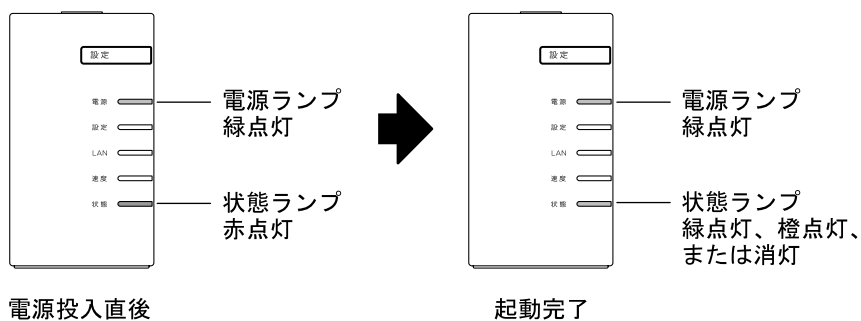 設定
電源
設定
LAN
速度
状態
電源ランプ
緑点灯
状態ランプ
赤点灯
電源投入直後
設定
電源
設定
LAN
速度
状態
電源ランプ
緑点灯
状態ランプ
緑点灯、橙点灯、
または消灯
起動完了